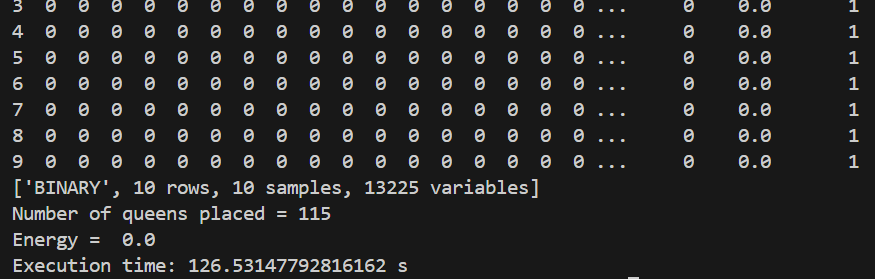 3 0 0 0 0 0 0 0 0 0 0 0 0 0 0 0 0 0 ... 0 0.0 1
4 0 0 0 0 0 0 0 0 0 0 0 0 0 0 0 0 0 ... 0 0.0 1
5 0 0 0 0 0 0 0 0 0 0 0 0 0 0 0 0 0 ... 0 0.0 1
6 0 0 0 0 0 0 0 0 0 0 0 0 0 0 0 0 0 ... 0 0.0 1
7 0 0 0 0 0 0 0 0 0 0 0 0 0 0 0 0 0 ... 0 0.0 1
8 0 0 0 0 0 0 0 0 0 0 0 0 0 0 0 0 0 ... 0 0.0 1
9 0 0 0 0 0 0 0 0 0 0 0 0 0 0 0 0 0 ... 0 0.0 1
['BINARY', 10 rows, 10 samples, 13225 variables]
Number of queens placed = 115
Energy =  0.0
Execution time: 126.53147792816162 s